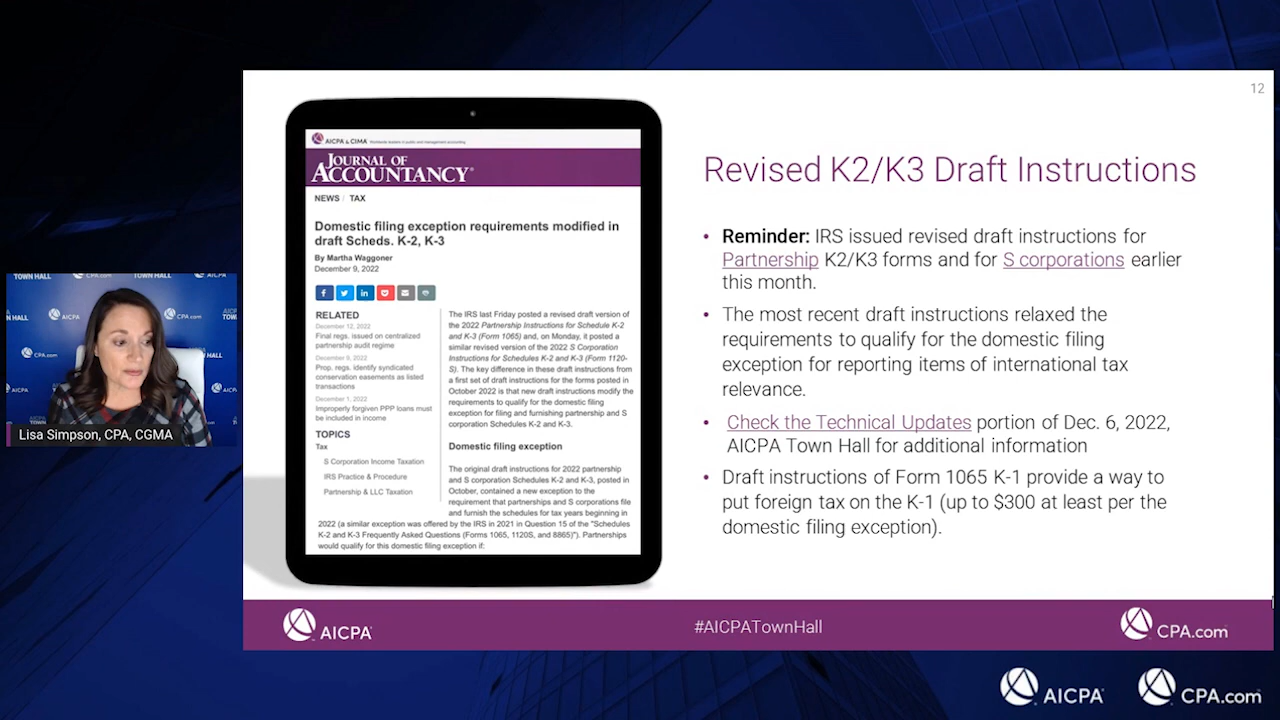 12
AICPA & CIMA
JOURNAL OF
ACCOUNTANCY
NEWS / TAX
Domestic filing exception requirements modified in
draft Scheds. K-2, K-3
By Martha Waggoner
December 9, 2022
RELATED
December 12, 2022
Final regs. issued on centralized
partnership audit regime
December 9, 2022
Prop. regs. identify syndicated
conservation easements as listed
transactions
December 1, 2022
Improperly forgiven PPP loans must
be included in income
TOPICS
Tax
S Corporation Income Taxation
IRS Practice & Procedure
Partnership & LLC Taxation
The IRS last Friday posted a revised draft version of
the 2022 Partnership Instructions for Schedule K-2
and K-3 (Form 1065) and, on Monday, it posted a
similar revised version of the 2022 S Corporation
Instructions for Schedules K-2 and K-3 (Form 1120-
S). The key difference in these draft instructions from
a first set of draft instructions for the forms posted in
October 2022 is that new draft instructions modify the
requirements to qualify for the domestic filing
exception for filing and furnishing partnership and S
corporation Schedules K-2 and K-3.
Domestic filing exception
The original draft instructions for 2022 partnership
and S corporation Schedules K-2 and K-3, posted in
October, contained a new exception to the
requirement that partnerships and S corporations file
and furnish the schedules for tax years beginning in
2022 (a similar exception was offered by the IRS in 2021 in Question 15 of the "Schedules
K-2 and K-3 Frequently Asked Questions (Forms 1065, 1120S, and 8865)"). Partnerships
would qualify for this domestic filing exception if:
Revised K2/K3 Draft Instructions
• Reminder: IRS issued revised draft instructions for
Partnership K2/K3 forms and for S corporations earlier
this month.
• The most recent draft instructions relaxed the
requirements to qualify for the domestic filing
exception for reporting items of international tax
relevance.
• Check the Technical Updates portion of Dec. 6, 2022,
AICPA Town Hall for additional information
• Draft instructions of Form 1065 K-1 provide a way to
put foreign tax on the K-1 (up to $300 at least per the
domestic filing exception).
TOWN HALL
CPA.com
AICPA
Lisa Simpson, CPA, CGMA
AICPA
#AICPATownHall
CPA.com
AICPA
CPA.com